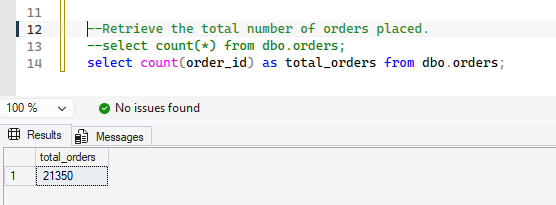 11
12 --Retrieve the total number of orders placed.
13 --select count(*) from dbo.orders;
14 select count(order_id) as total_orders from dbo.orders;
100 % No issues found
Results Messages
total_orders
1 21350